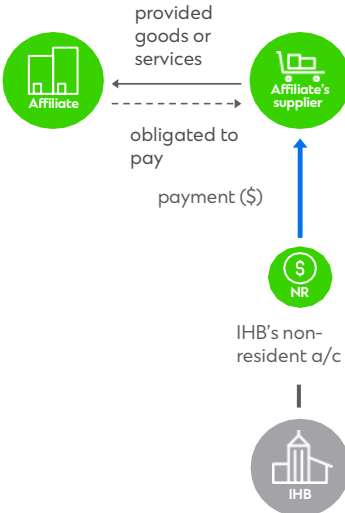 provided
goods or
services
Affiliate
Affiliate's
supplier
obligated to
pay
payment ($)
$
NR
IHB's non-
resident a/c
IHB